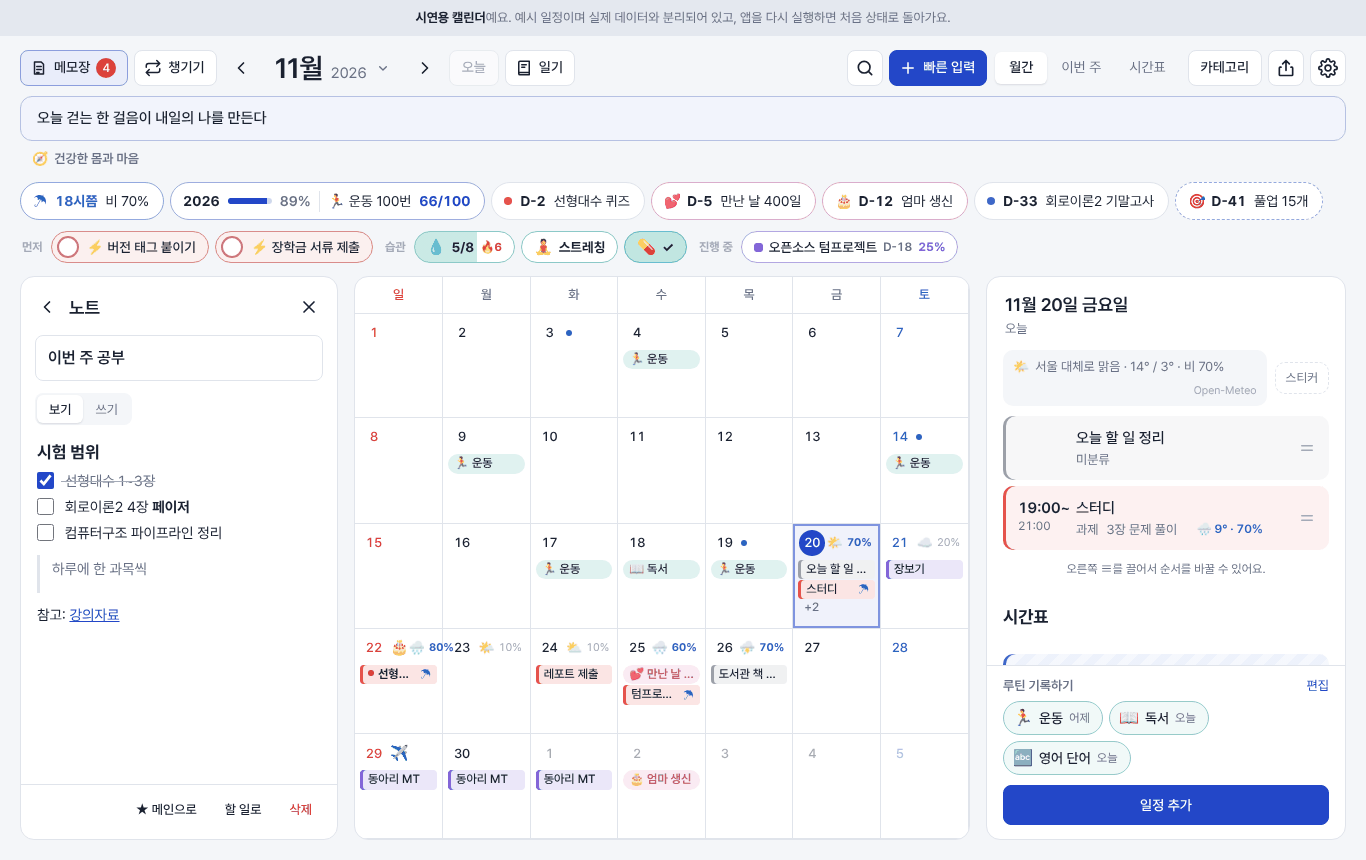 시연용 캘린더예요. 예시 일정이며 실제 데이터와 분리되어 있고, 앱을 다시 실행하면 처음 상태로 돌아가요.
메모장 4 챙기기 11월 2026 오늘 일기 빠른 입력 월간 이번 주 시간표 카테고리
오늘 걷는 한 걸음이 내일의 나를 만든다
🧭 건강한 몸과 마음
☂ 18시쯤 비 70% 2026 89% 🏃 운동 100번 66/100 D-2 선형대수 퀴즈 💕 D-5 만난 날 400일 🎂 D-12 엄마 생신 D-33 회로이론2 기말고사 🎯 D-41 풀업 15개
먼저 ⚡ 버전 태그 붙이기 ⚡ 장학금 서류 제출 습관 💧 5/8 🔥6 🧘 스트레칭 💊 ✓ 진행 중 오픈소스 텀프로젝트 D-18 25%
노트
이번 주 공부
보기 쓰기
시험 범위
선형대수 1~3장
회로이론2 4장 페이저
컴퓨터구조 파이프라인 정리
하루에 한 과목씩
참고: 강의자료
★ 메인으로 할 일로 삭제
일 월 화 수 목 금 토
1 2 3 4 5 6 7
🏃 운동
8 9 10 11 12 13 14
🏃 운동 🏃 운동
15 16 17 18 19 20 🌤 70% 21 ☁ 20%
🏃 운동 📖 독서 🏃 운동 오늘 할 일 ... 장보기
스터디 ☂
+2
22 🎂🌧 80% 23 🌤 10% 24 ⛅ 10% 25 🌧 60% 26 ⛈ 70% 27 28
선형... ☂ 레포트 제출 💕 만난 날 ... 도서관 책 ...
텀프로... ☂
29 ✈ 30 1 2 3 4 5
동아리 MT 동아리 MT 동아리 MT 🎂 엄마 생신
11월 20일 금요일
오늘
🌤 서울 대체로 맑음 · 14° / 3° · 비 70%
Open-Meteo
스티커
오늘 할 일 정리
미분류
19:00~ 스터디
21:00 과제 3장 문제 풀이 🌧 9° · 70%
오른쪽 ≡를 끌어서 순서를 바꿀 수 있어요.
시간표
루틴 기록하기 편집
🏃 운동 어제 📖 독서 오늘
🔤 영어 단어 오늘
일정 추가